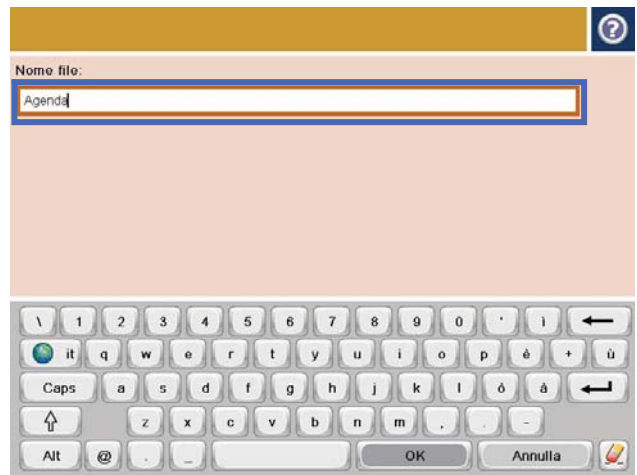 ?
Nome file:
Agenda
\ 1 2 3 4 5 6 7 8 9 0 ' ì
it q w e r t y u i o p è + ù
Caps a s d f g h j k l ò à
z x c v b n m , . -
Alt @ . _ OK Annulla